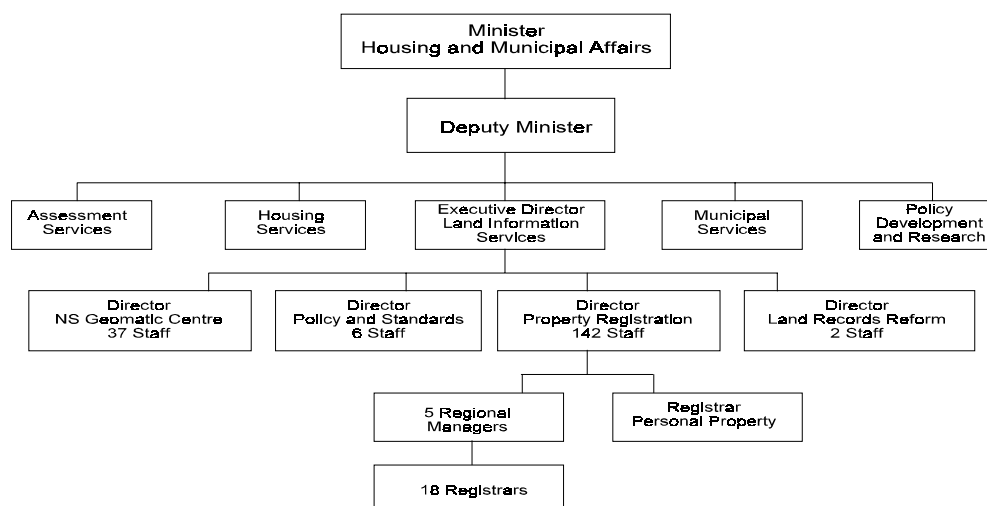 Minister
Housing and Municipal Affairs
Deputy Minister
Assessment
Services
Housing
Services
Executive Director
Land Information
Services
Municipal
Services
Policy
Development
and Research
Director
NS Geomatic Centre
37 Staff
Director
Policy and Standards
6 Staff
Director
Property Registration
142 Staff
Director
Land Records Reform
2 Staff
5 Regional
Managers
Registrar
Personal Property
18 Registrars